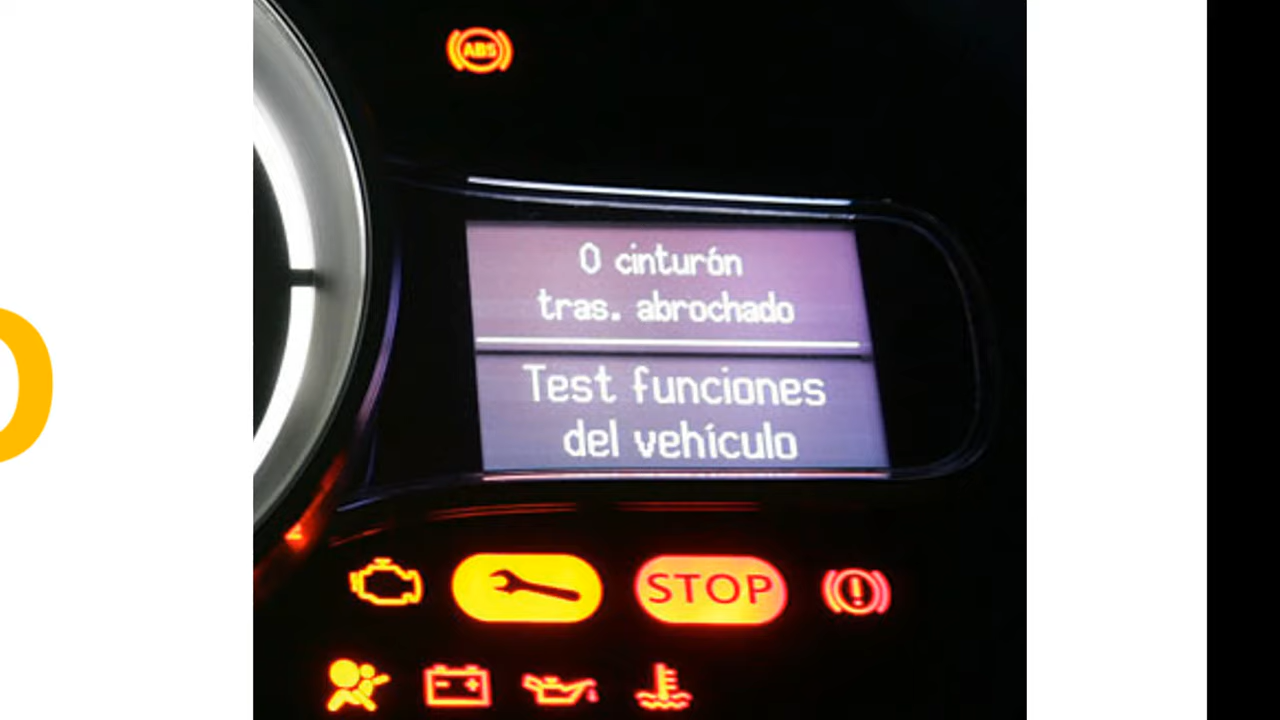 ABS
0 cinturón
tras. abrochado
Test funciones
del vehículo
STOP